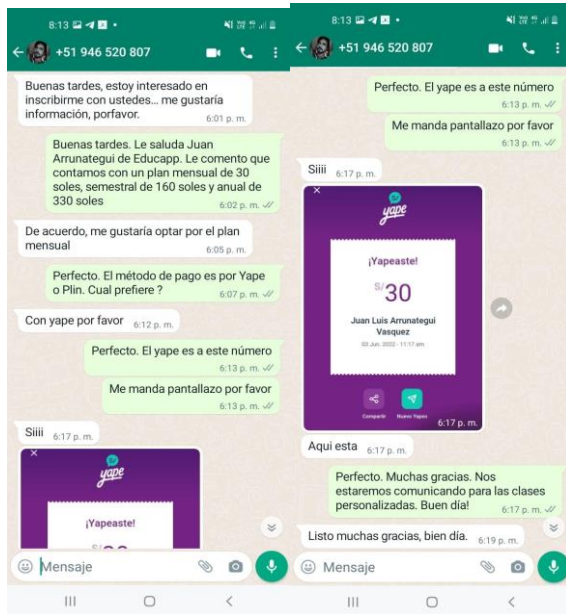 8:13
+51 946 520 807
Buenas tardes, estoy interesado en
inscribirme con ustedes... me gustaría
información, porfavor.
6:01 p. m.
Buenas tardes. Le saluda Juan
Arrunategui de Educapp. Le comento que
contamos con un plan mensual de 30
soles, semestral de 160 soles y anual de
330 soles
6:02 p. m.
De acuerdo, me gustaría optar por el plan
mensual
6:05 p. m.
Perfecto. El método de pago es por Yape
o Plin. Cual prefiere ?
6:07 p. m.
Con yape por favor
6:12 p. m.
Perfecto. El yape es a este número
6:13 p. m.
Me manda pantallazo por favor
6:13 p. m.
Siiii
6:17 p. m.
yape
¡Yapeaste!
Mensaje
8:13
+51 946 520 807
Perfecto. El yape es a este número
6:13 p. m.
Me manda pantallazo por favor
6:13 p. m.
Siiii
6:17 p. m.
yape
¡Yapeaste!
S/30
Juan Luis Arrunategui
Vasquez
03 Jun. 2022 - 11:17 am
Compartir
Nuevo Yapeo
6:17 p. m.
Aqui esta
6:17 p. m.
Perfecto. Muchas gracias. Nos
estaremos comunicando para las clases
personalizadas. Buen día!
6:17 p. m.
Listo muchas gracias, bien día.
6:19 p. m.
Mensaje